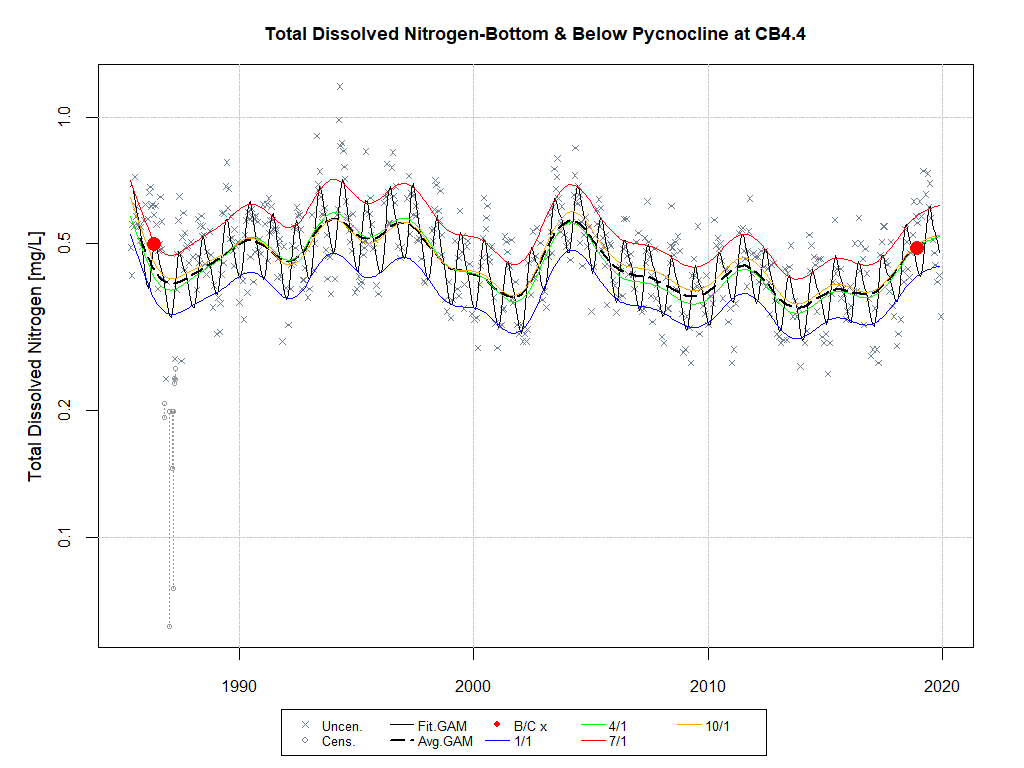 Total Dissolved Nitrogen-Bottom & Below Pycnocline at CB4.4
Total Dissolved Nitrogen [mg/L]
1.0
0.5
0.2
0.1
1990 2000 2010 2020
Uncen. Fit.GAM B/C x 4/1 10/1
Cens. Avg.GAM 1/1 7/1